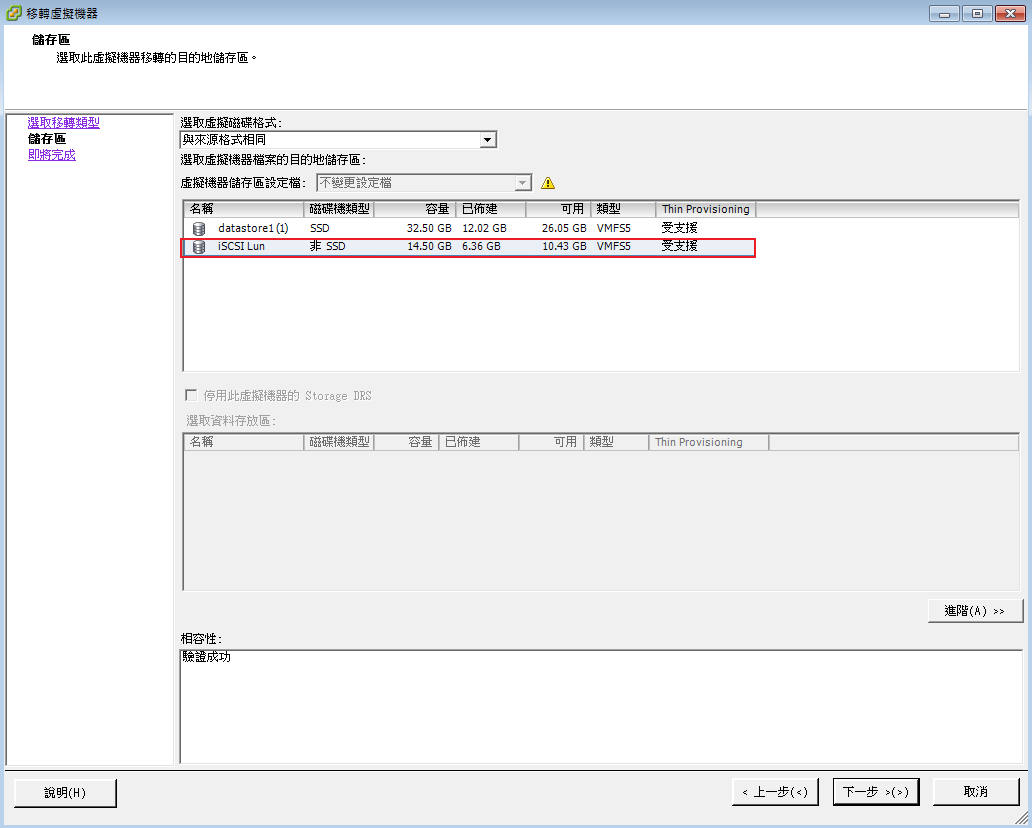 移轉虛擬機器
儲存區
選取此虛擬機器移轉的目的地儲存區。
選取移轉類型
儲存區
即將完成
選取虛擬磁碟格式:
與來源格式相同
選取虛擬機器檔案的目的地儲存區:
虛擬機器儲存區設定檔: 不變更設定檔
名稱 磁碟機類型 容量 已佈建 可用 類型 Thin Provisioning
datastore1 (1) SSD 32.50 GB 12.02 GB 26.05 GB VMFS5 受支援
iSCSI Lun 非 SSD 14.50 GB 6.36 GB 10.43 GB VMFS5 受支援
停用此虛擬機器的 Storage DRS
選取資料存放區:
名稱 磁碟機類型 容量 已佈建 可用 類型 Thin Provisioning
進階(A) >>
相容性:
驗證成功
說明(H) < 上一步(<) 下一步 >(>) 取消